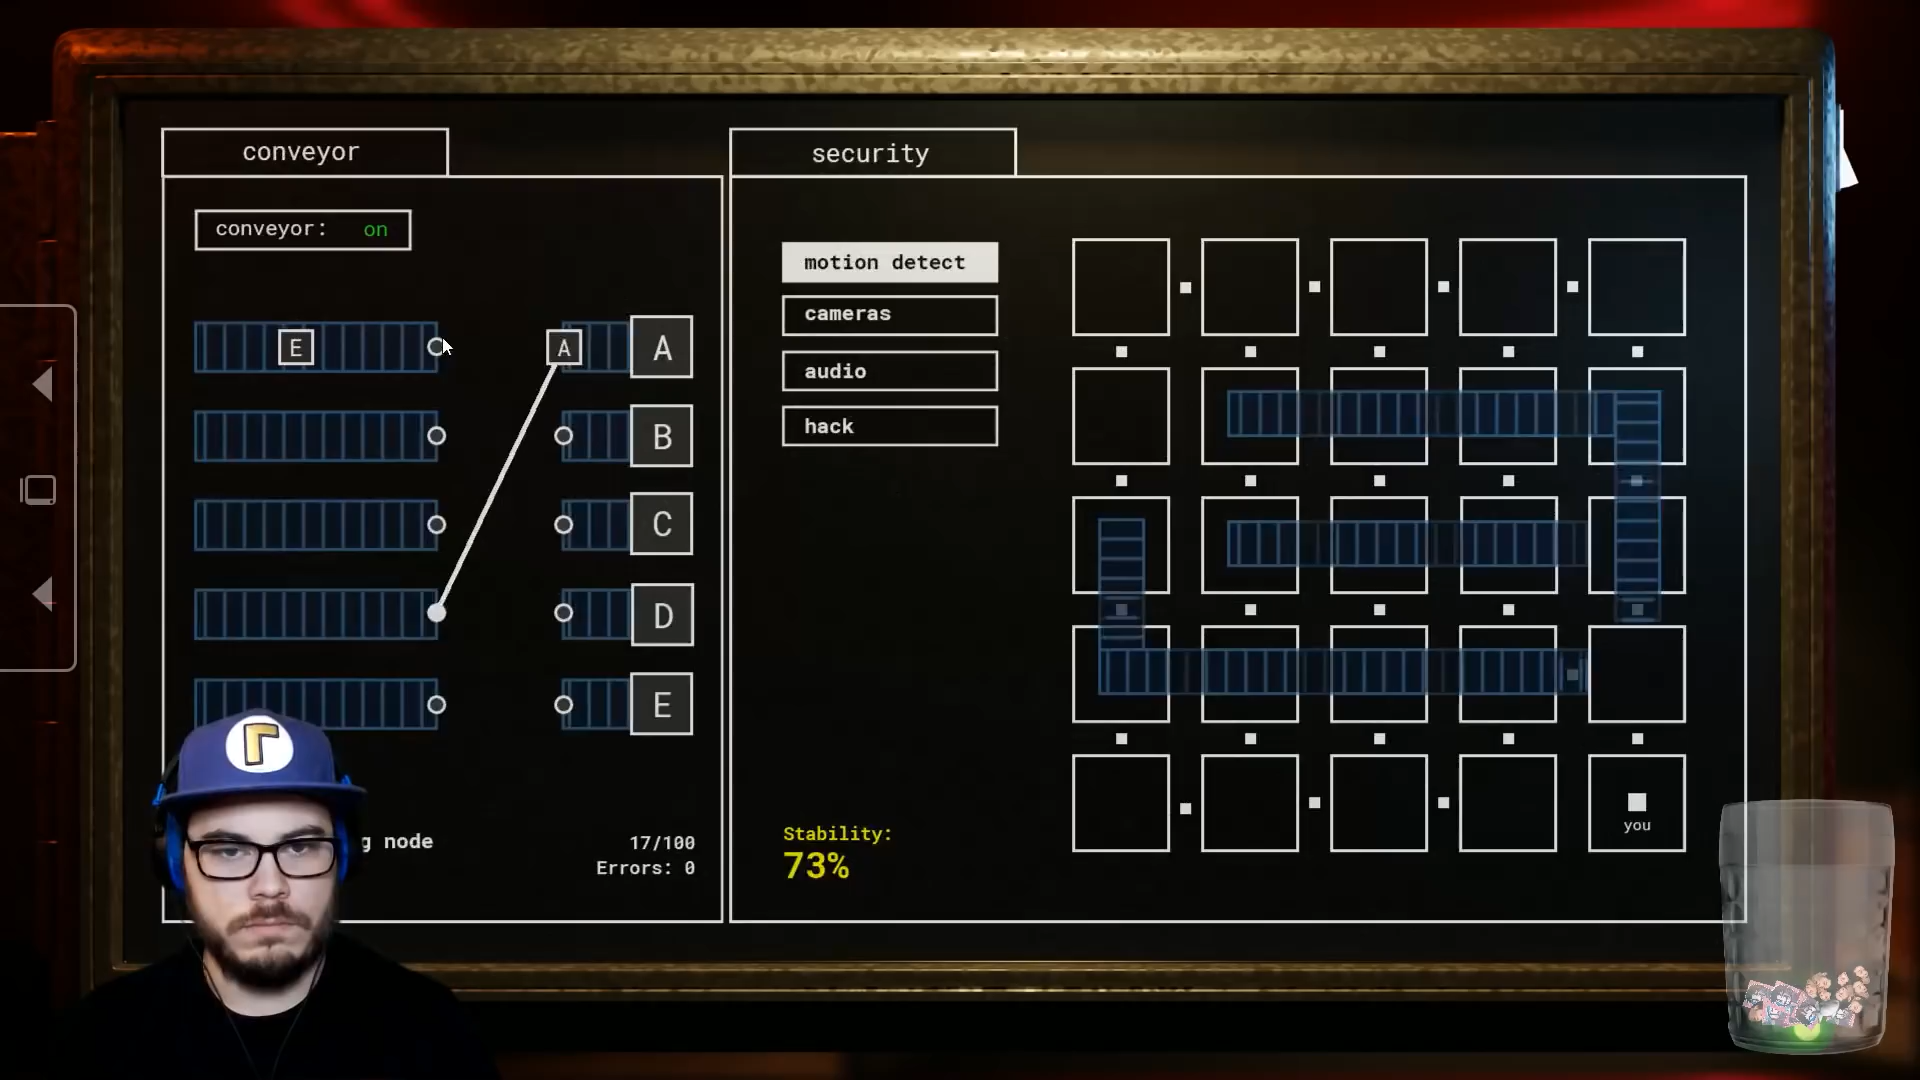 conveyor
conveyor: on
E
A
A
B
C
D
E
g node
17/100
Errors: 0
security
motion detect
cameras
audio
hack
Stability:
73%
you